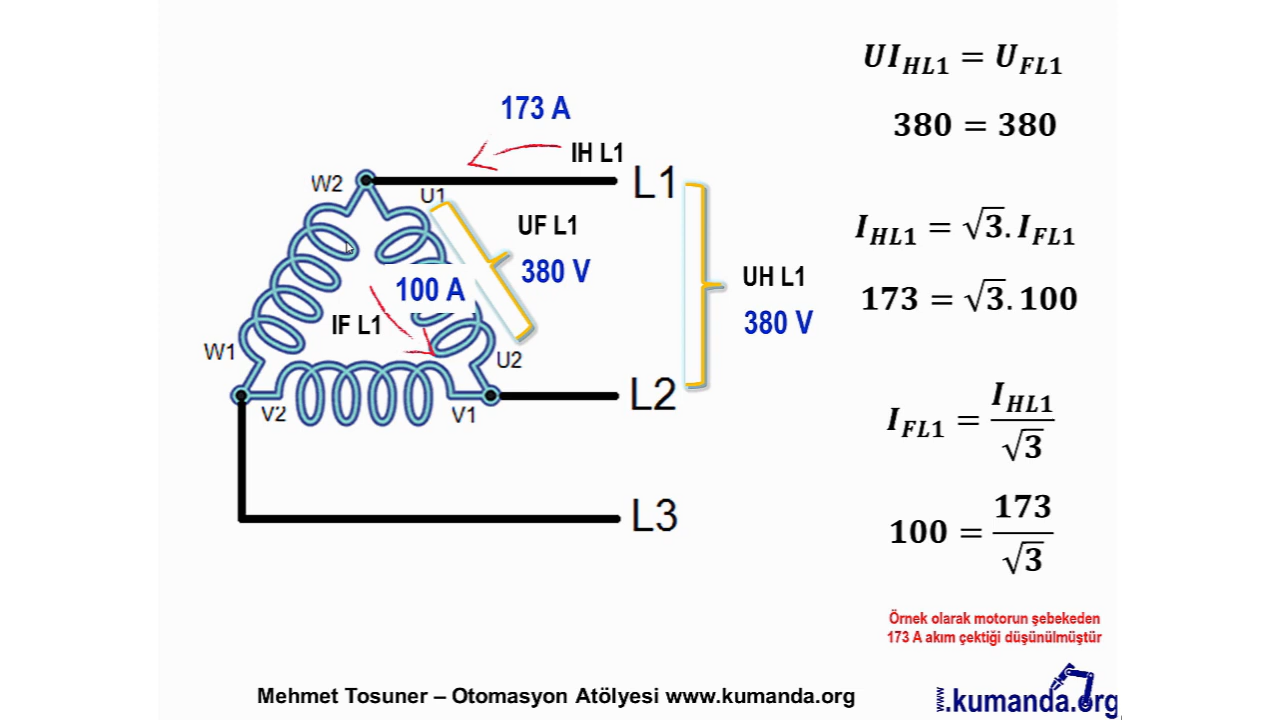 173 A
IH L1
L1
W2
U1
UF L1
380 V
100 A
IF L1
UH L1
380 V
W1
U2
V2
V1
L2
L3
UI_HL1 = U_FL1
380 = 380
I_HL1 = √3.I_FL1
173 = √3.100
I_FL1 = I_HL1/√3
100 = 173/√3
Örnek olarak motorun şebekeden
173 A akım çektiği düşünülmüştür
Mehmet Tosuner – Otomasyon Atölyesi www.kumanda.org
www.kumanda.org